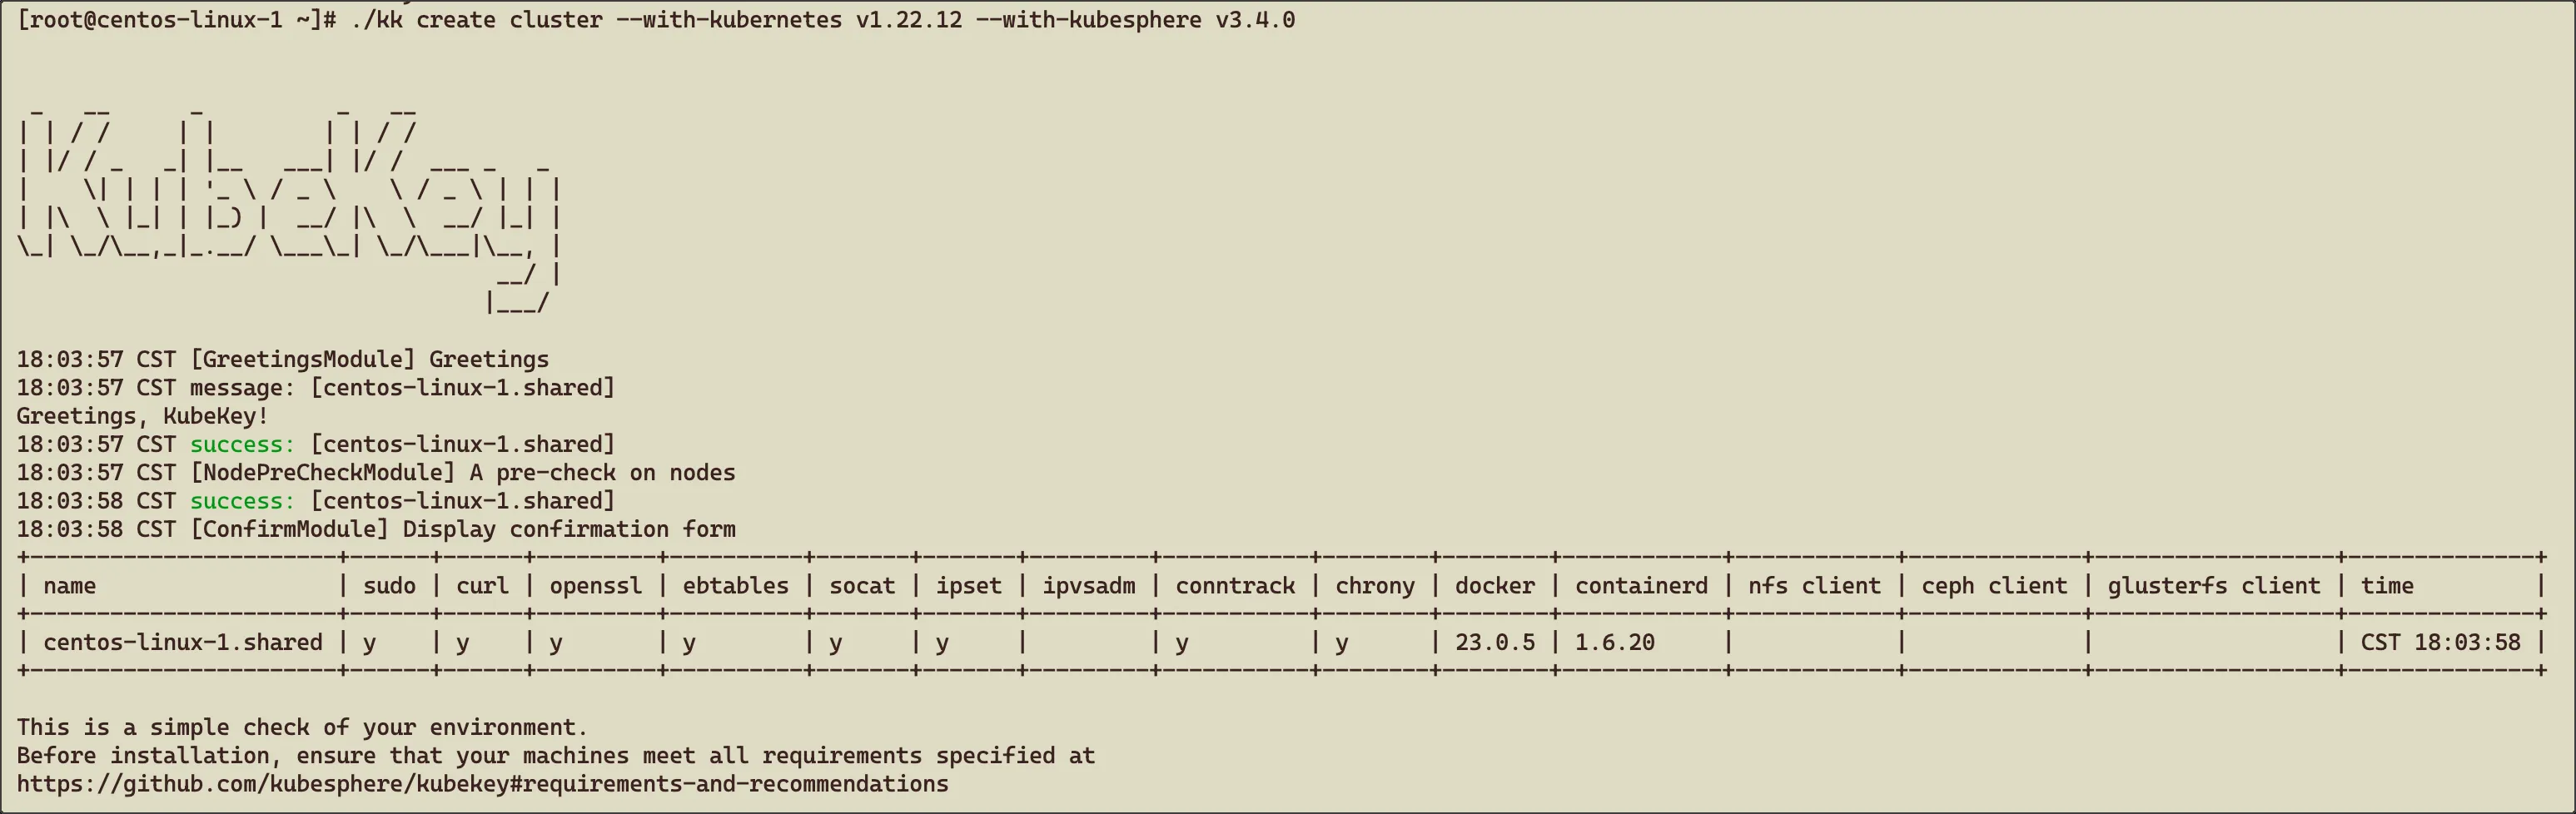 [root@centos-linux-1 ~]# ./kk create cluster --with-kubernetes v1.22.12 --with-kubesphere v3.4.0
 _   __      _          _   __
| | / /     | |        | | / /
| |/ / _   _| |__   ___| |/ /  ___ _   _
|    \| | | | '_ \ / _ \    \ / _ \ | | |
| |\  \ |_| | |_) |  __/ |\  \  __/ |_| |
\_| \_/\__,_|_.__/ \___\_| \_/\___|\__, |
                                    __/ |
                                   |___/
18:03:57 CST [GreetingsModule] Greetings
18:03:57 CST message: [centos-linux-1.shared]
Greetings, KubeKey!
18:03:57 CST success: [centos-linux-1.shared]
18:03:57 CST [NodePreCheckModule] A pre-check on nodes
18:03:58 CST success: [centos-linux-1.shared]
18:03:58 CST [ConfirmModule] Display confirmation form
+-----------------------+------+------+---------+----------+-------+-------+---------+-----------+--------+--------+------------+------------+-------------+------------------+--------------+
| name                  | sudo | curl | openssl | ebtables | socat | ipset | ipvsadm | conntrack | chrony | docker | containerd | nfs client | ceph client | glusterfs client | time         |
+-----------------------+------+------+---------+----------+-------+-------+---------+-----------+--------+--------+------------+------------+-------------+------------------+--------------+
| centos-linux-1.shared | y    | y    | y       | y        | y     | y     |         | y         | y      | 23.0.5 | 1.6.20     |            |             |                  | CST 18:03:58 |
+-----------------------+------+------+---------+----------+-------+-------+---------+-----------+--------+--------+------------+------------+-------------+------------------+--------------+
This is a simple check of your environment.
Before installation, ensure that your machines meet all requirements specified at
https://github.com/kubesphere/kubekey#requirements-and-recommendations